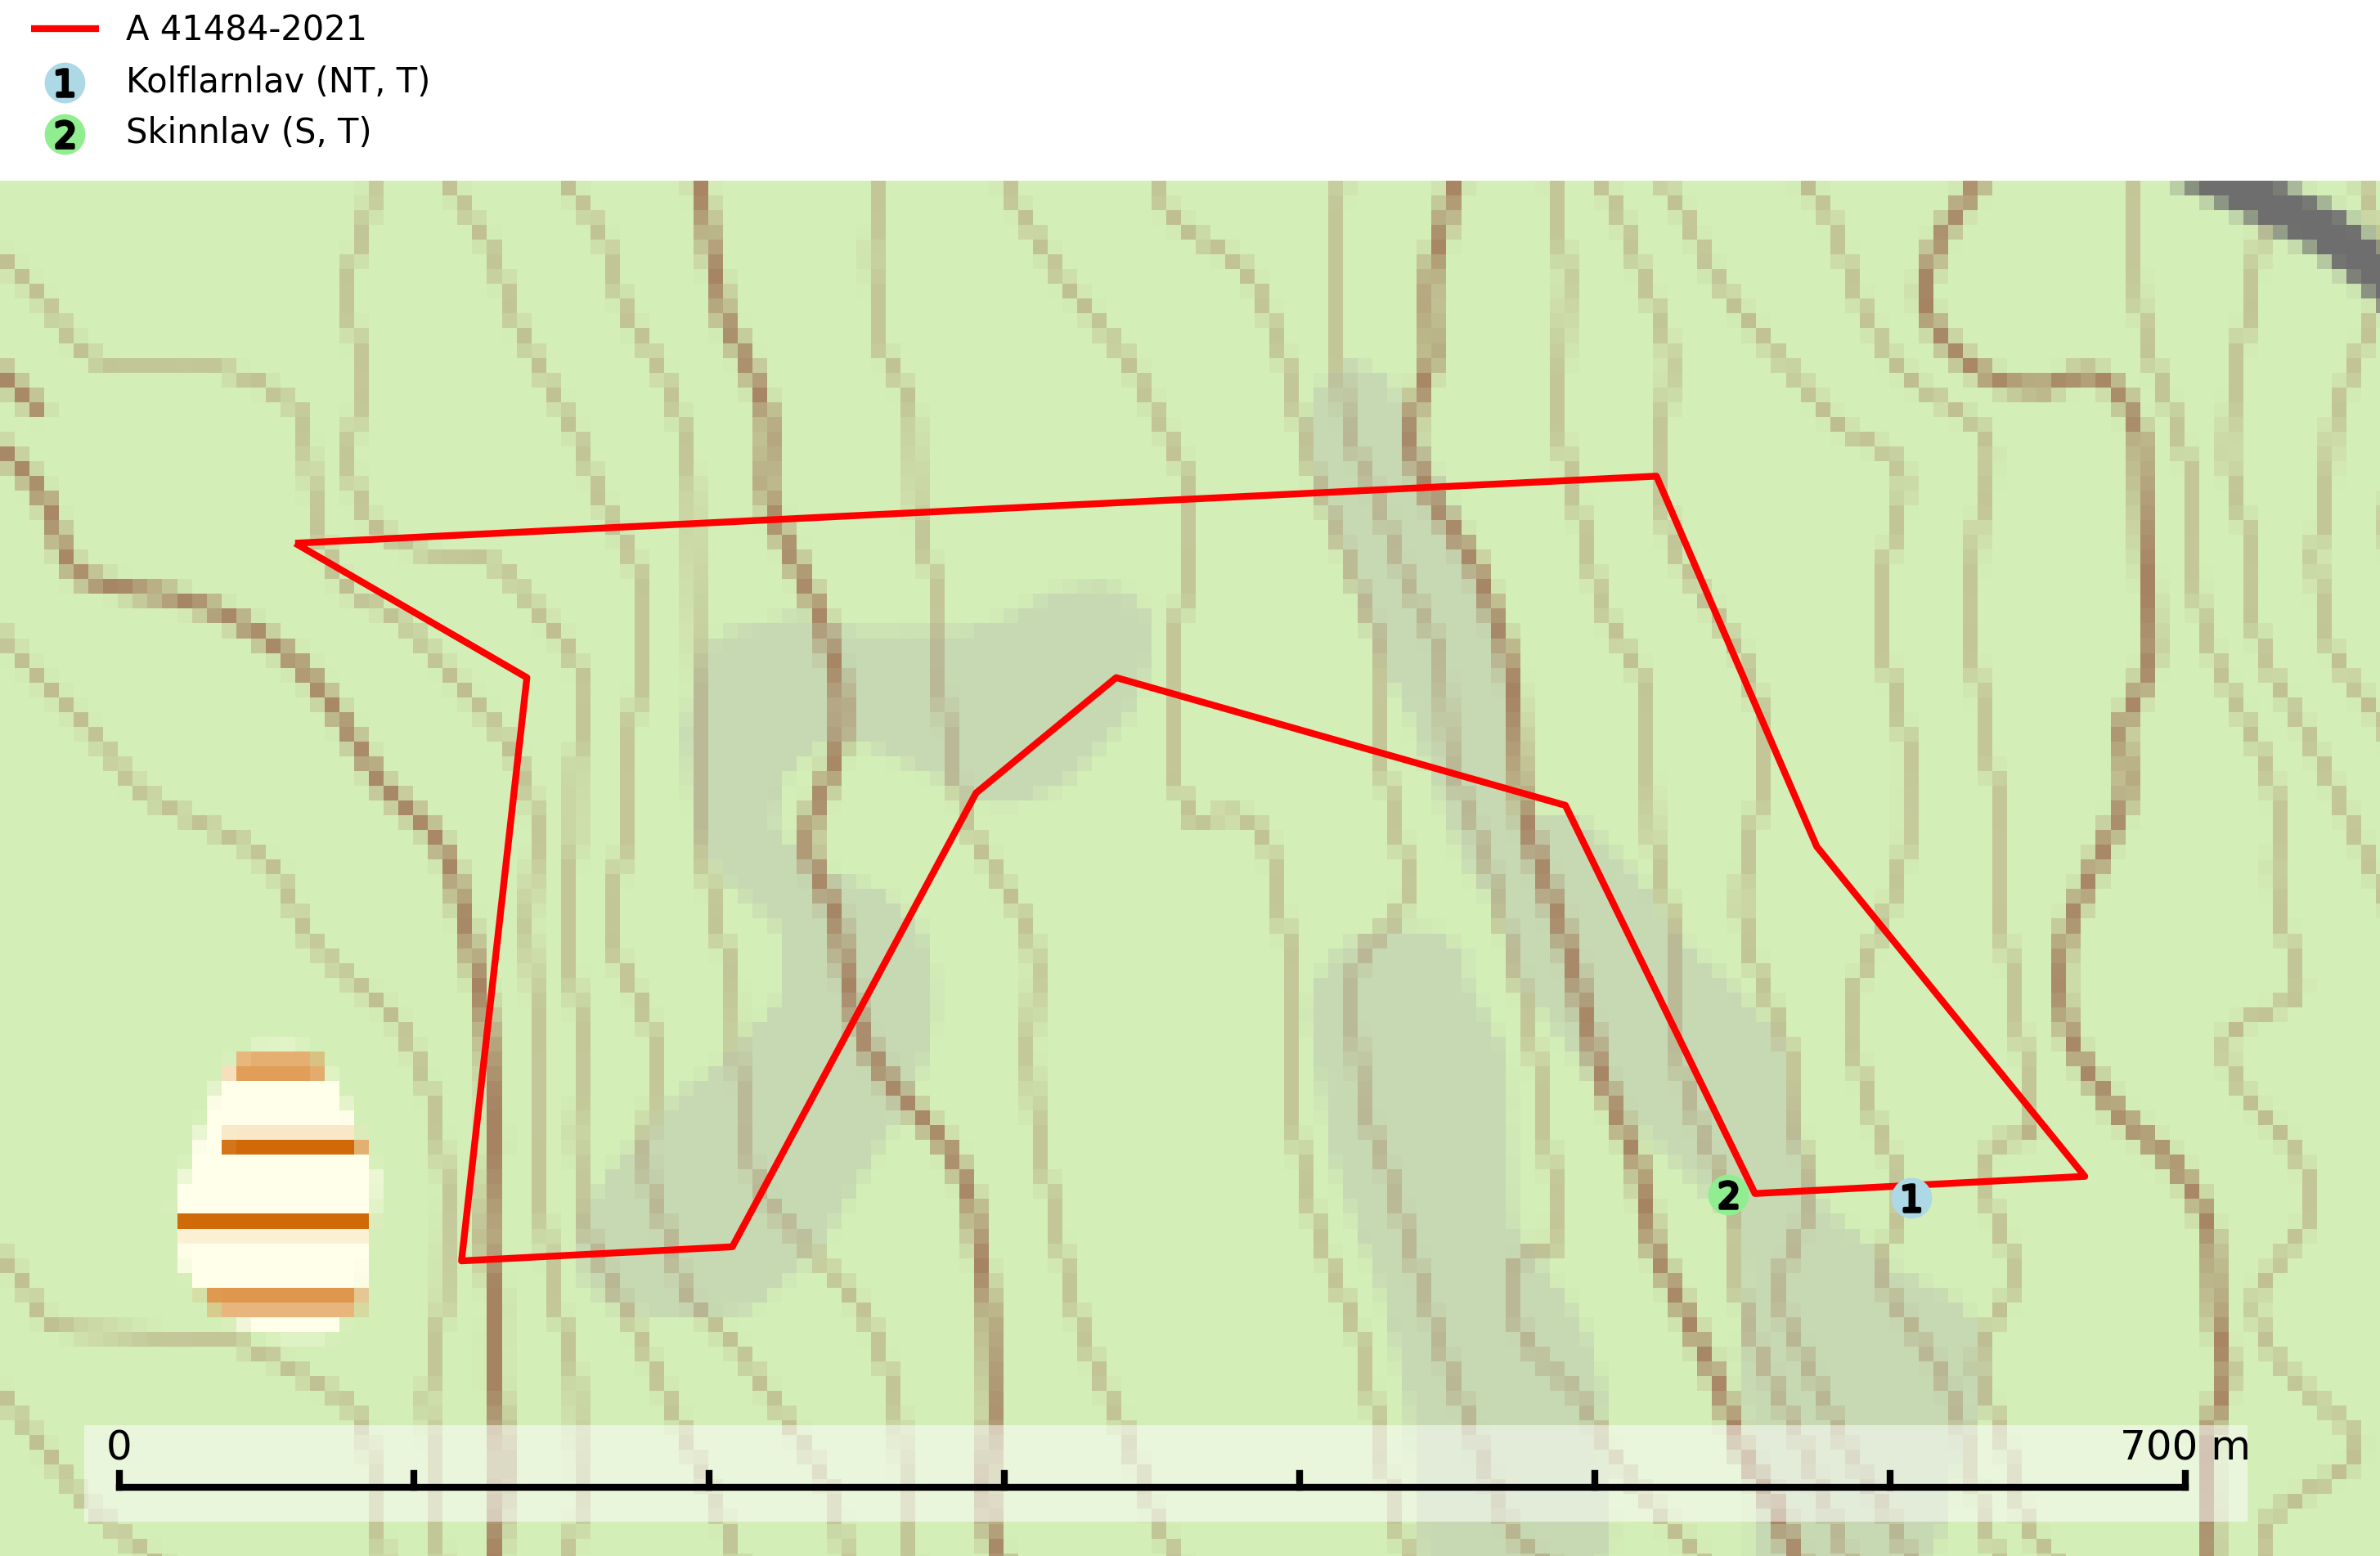 A 41484-2021
1 Kolflarnlav (NT, T)
2 Skinnlav (S, T)
2 1
0 700 m